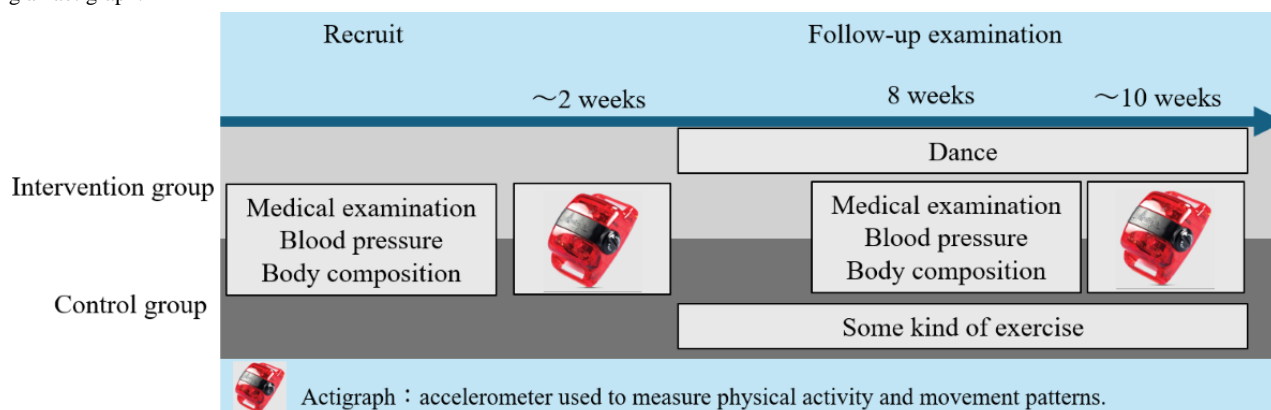 Recruit
Follow-up examination
～2 weeks
8 weeks
～10 weeks
Dance
Intervention group
Medical examination
Blood pressure
Body composition
Medical examination
Blood pressure
Body composition
Control group
Some kind of exercise
Actigraph：accelerometer used to measure physical activity and movement patterns.